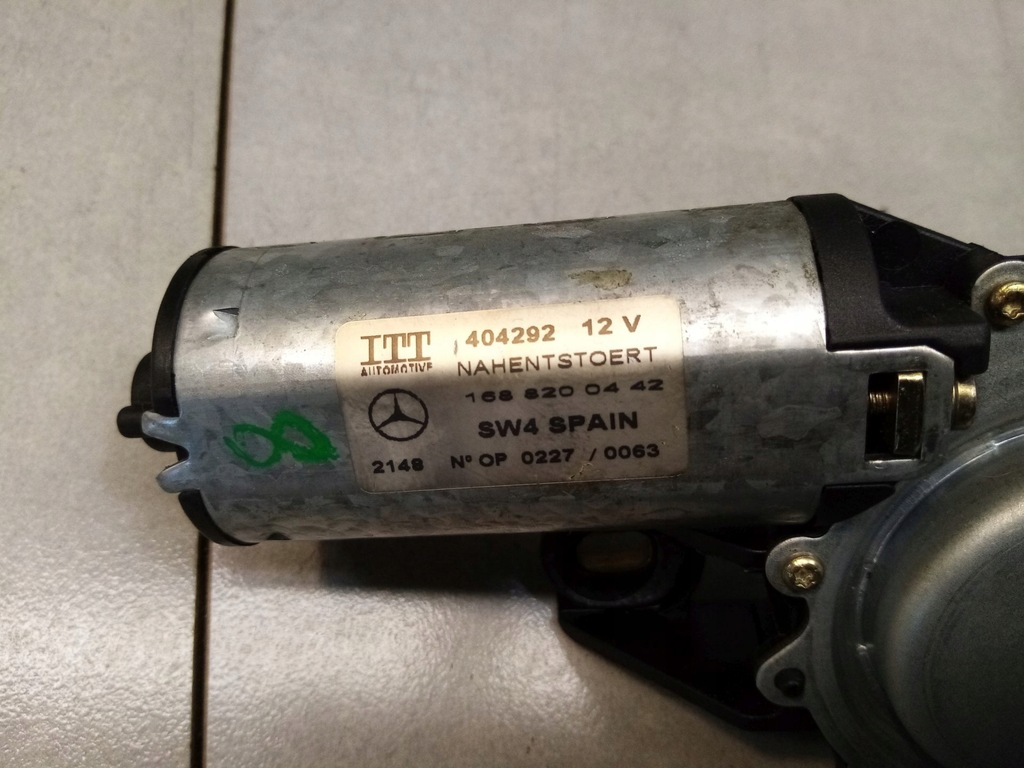 ITT 404292 12 V
AUTOMOTIVE NAHENTSTOERT
168 820 04 42
SW4 SPAIN
2148 Nº OP 0227 / 0063